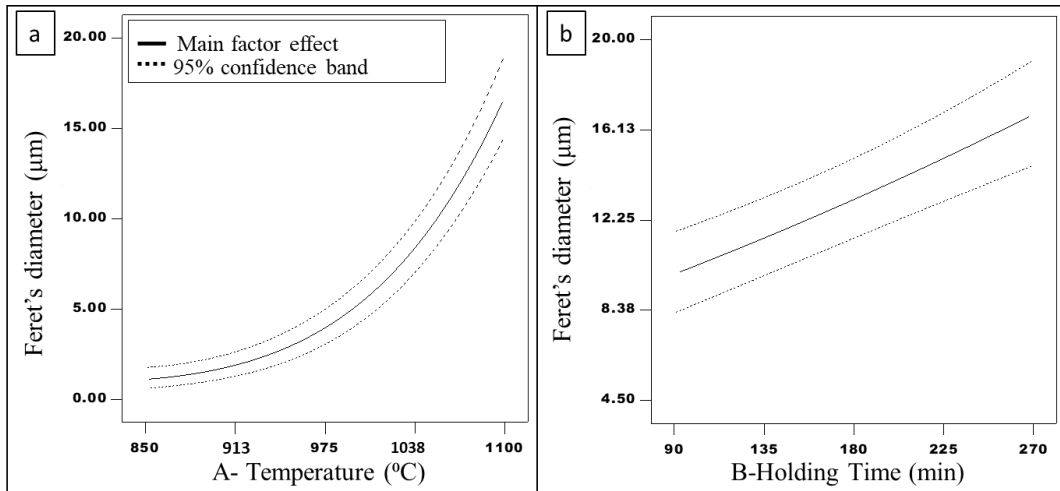 a
Main factor effect
95% confidence band
20.00
15.00
10.00
5.00
0.00
Feret's diameter (µm)
850
913
975
1038
1100
A- Temperature (⁰C)
b
20.00
16.13
12.25
8.38
4.50
Feret's diameter (µm)
90
135
180
225
270
B-Holding Time (min)